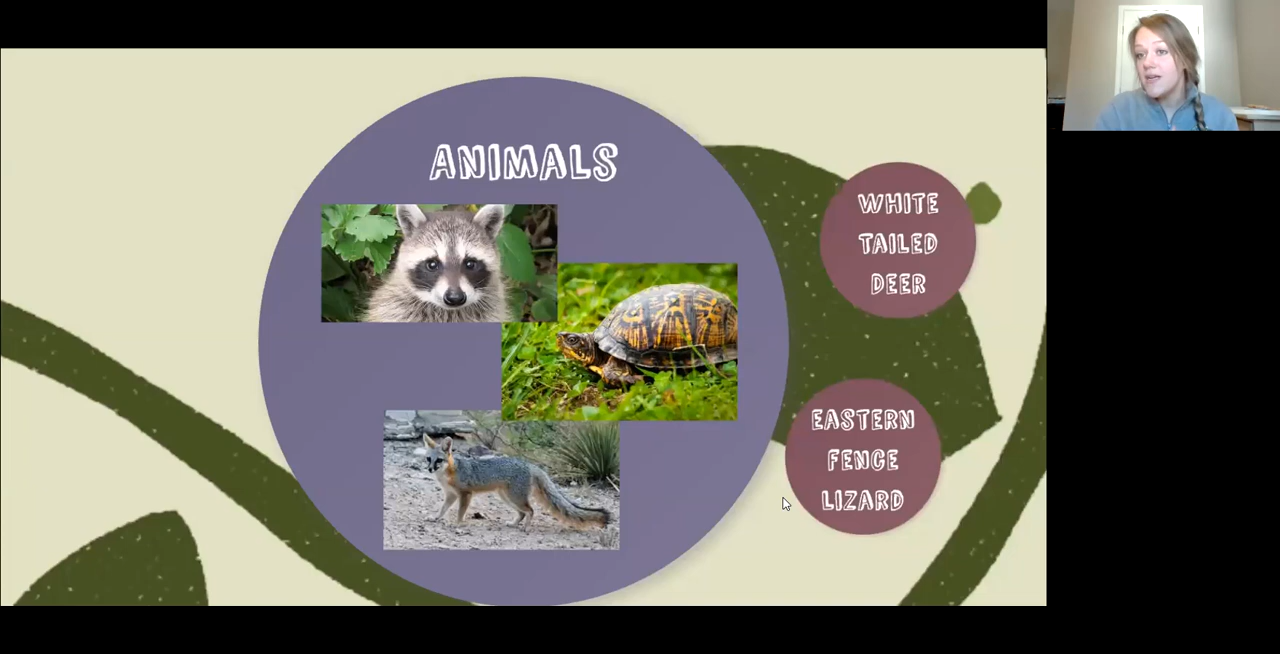 ANIMALS
WHITE
TAILED
DEER
EASTERN
FENCE
LIZARD